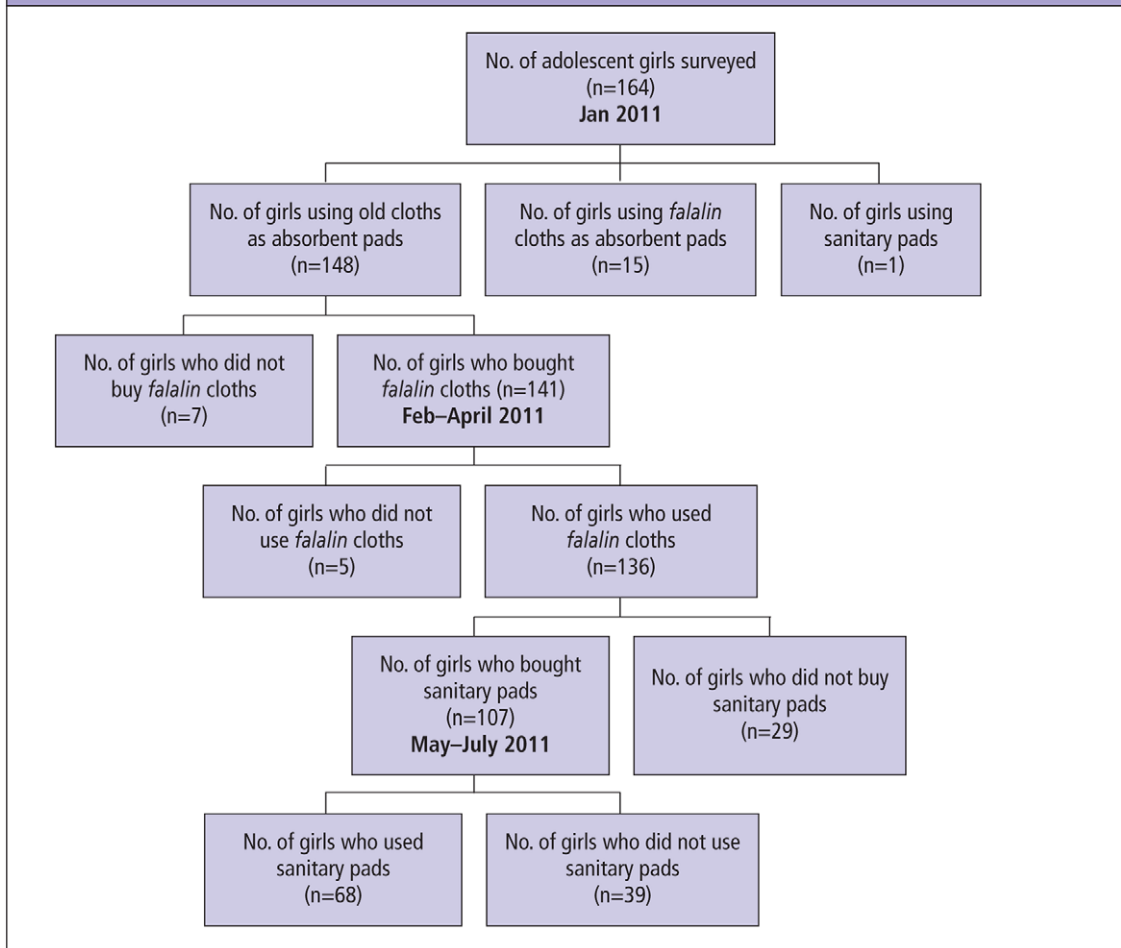 No. of adolescent girls surveyed
(n=164)
Jan 2011
No. of girls using old cloths
as absorbent pads
(n=148)
No. of girls using falalin
cloths as absorbent pads
(n=15)
No. of girls using
sanitary pads
(n=1)
No. of girls who did not
buy falalin cloths
(n=7)
No. of girls who bought
falalin cloths (n=141)
Feb–April 2011
No. of girls who did not
use falalin cloths
(n=5)
No. of girls who used
falalin cloths
(n=136)
No. of girls who bought
sanitary pads
(n=107)
May–July 2011
No. of girls who did not buy
sanitary pads
(n=29)
No. of girls who used
sanitary pads
(n=68)
No. of girls who did not use
sanitary pads
(n=39)